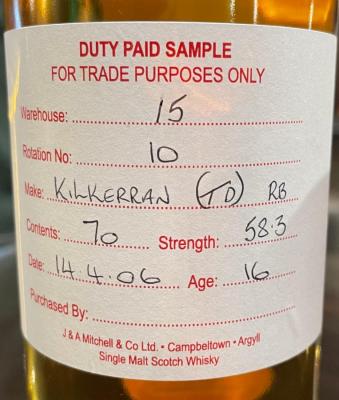 DUTY PAID SAMPLE
FOR TRADE PURPOSES ONLY
Warehouse: 15
Rotation No: 10
Make: KILKERRAN (TD) RB
Contents: 70 Strength: 58.3
Date: 14.4.06 Age: 16
Purchased By:
J & A Mitchell & Co Ltd. • Campbeltown • Argyll
Single Malt Scotch Whisky